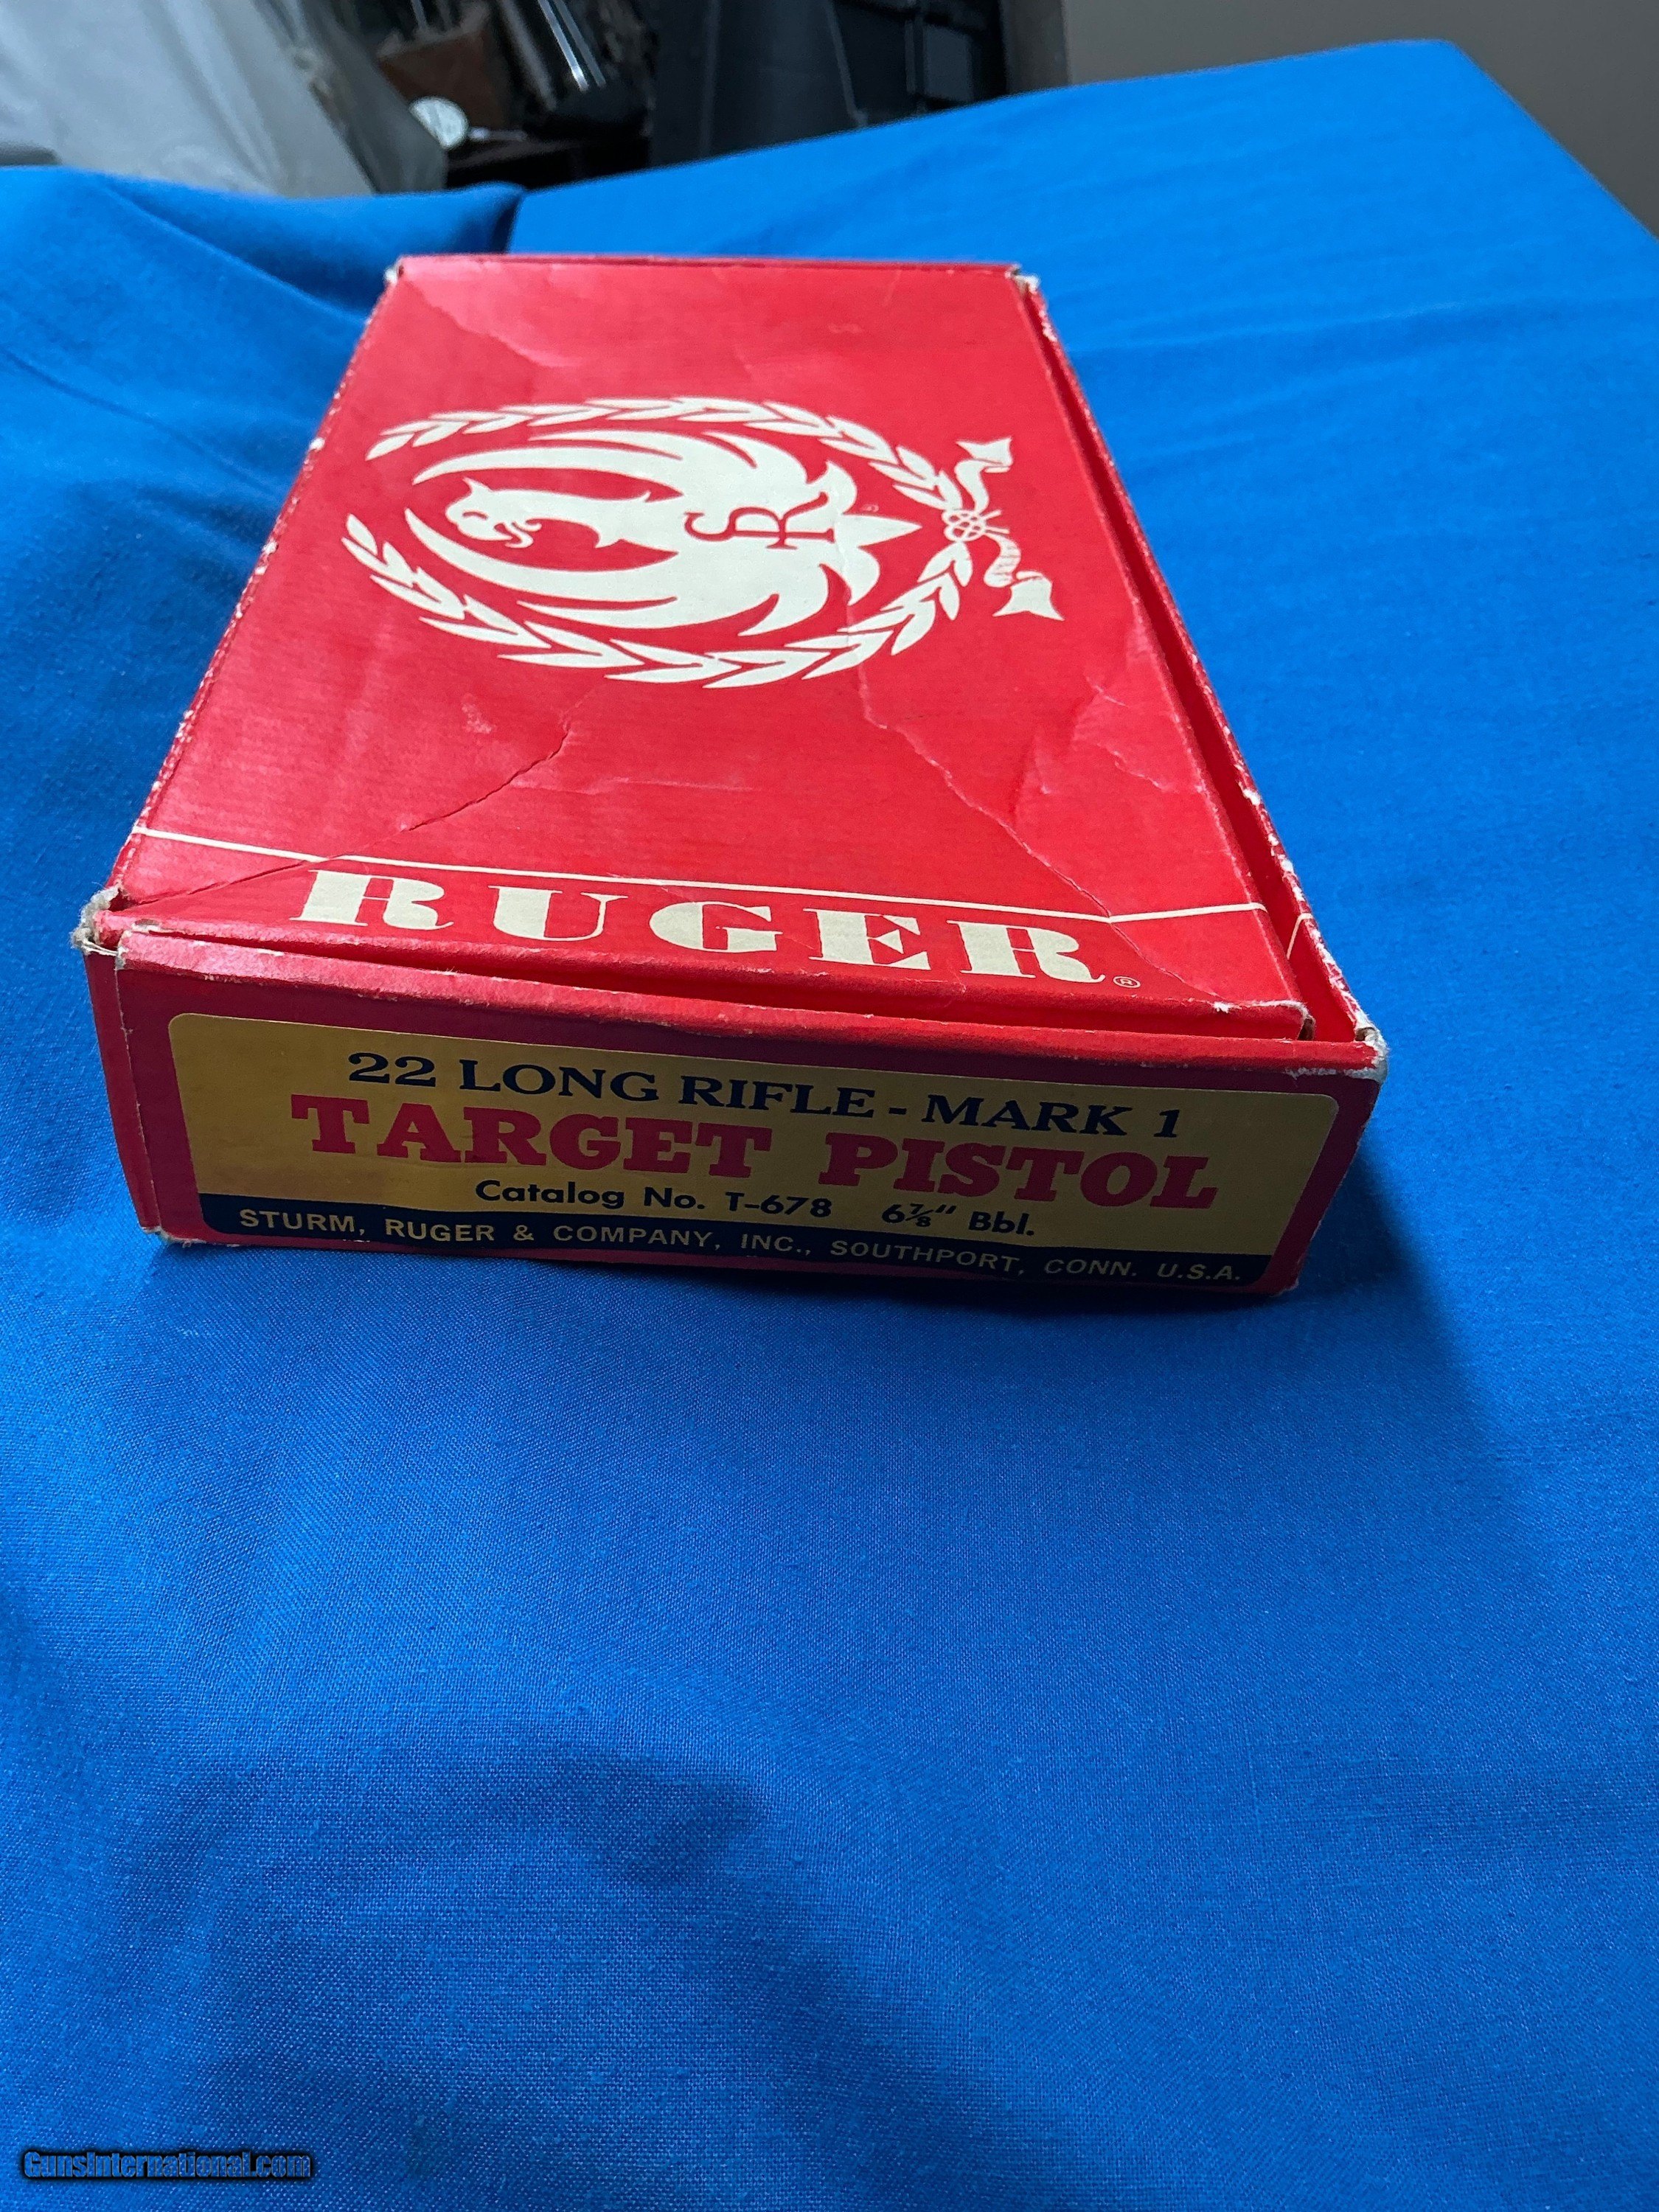 SR
RUGER®
22 LONG RIFLE - MARK 1
TARGET PISTOL
Catalog No. T-678 6⅞" Bbl.
STURM, RUGER & COMPANY, INC., SOUTHPORT, CONN. U.S.A.
GunsInternational.com